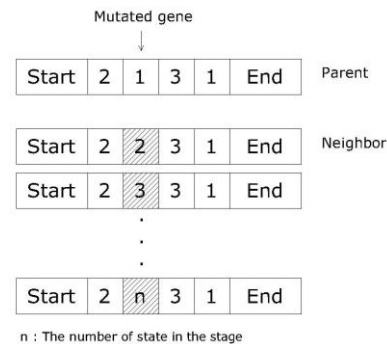 Mutated gene
Start 2 1 3 1 End Parent
Start 2 2 3 1 End Neighbor
Start 2 3 3 1 End
.
.
.
Start 2 n 3 1 End
n : The number of state in the stage